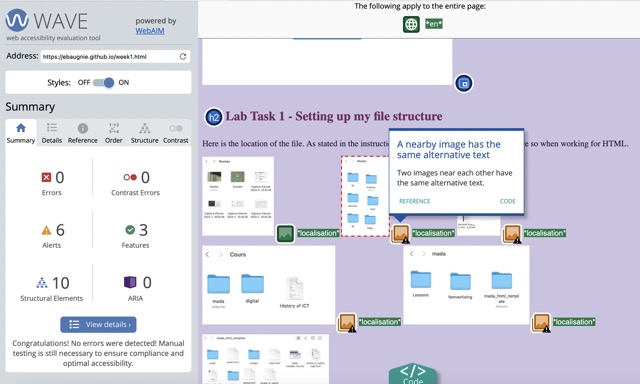 WAVE
powered by
WebAIM
web accessibility evaluation tool
Address: https://ebaugnie.github.io/week1.html
Styles: OFF ON
Summary
Summary Details Reference Order Structure Contrast
0
Errors
0
Contrast Errors
6
Alerts
3
Features
10
Structural Elements
0
ARIA
View details ›
Congratulations! No errors were detected! Manual
testing is still necessary to ensure compliance and
optimal accessibility.
The following apply to the entire page:
*en*
h2 Lab Task 1 - Setting up my file structure
Here is the location of the file. As stated in the
so when working for HTML.
A nearby image has the
same alternative text
Two images near each other have
the same alternative text.
REFERENCE CODE
*localisation*
*localisation*
*localisation*
Cours
mada
digital
History of ICT
*localisation*
mada
Lessons
femvertising
mada_html_templ
ate
*localisation*
</>
Code